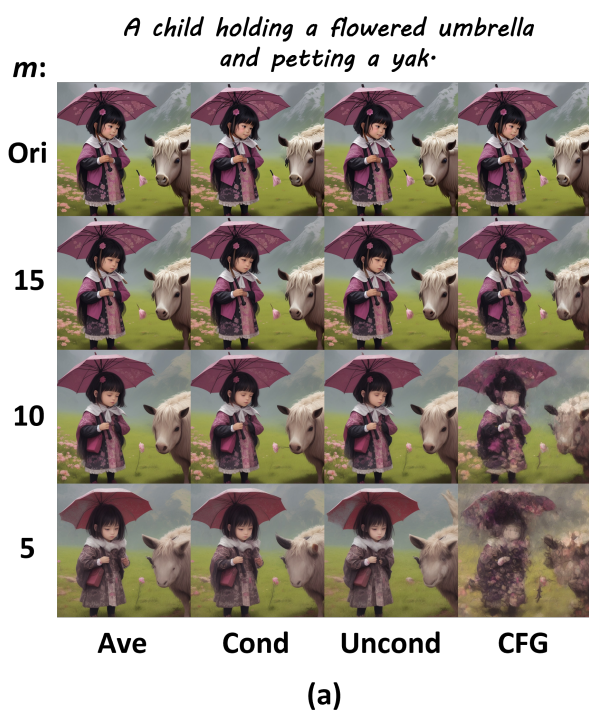 A child holding a flowered umbrella
and petting a yak.
m:
Ori
15
10
5
Ave Cond Uncond CFG
(a)